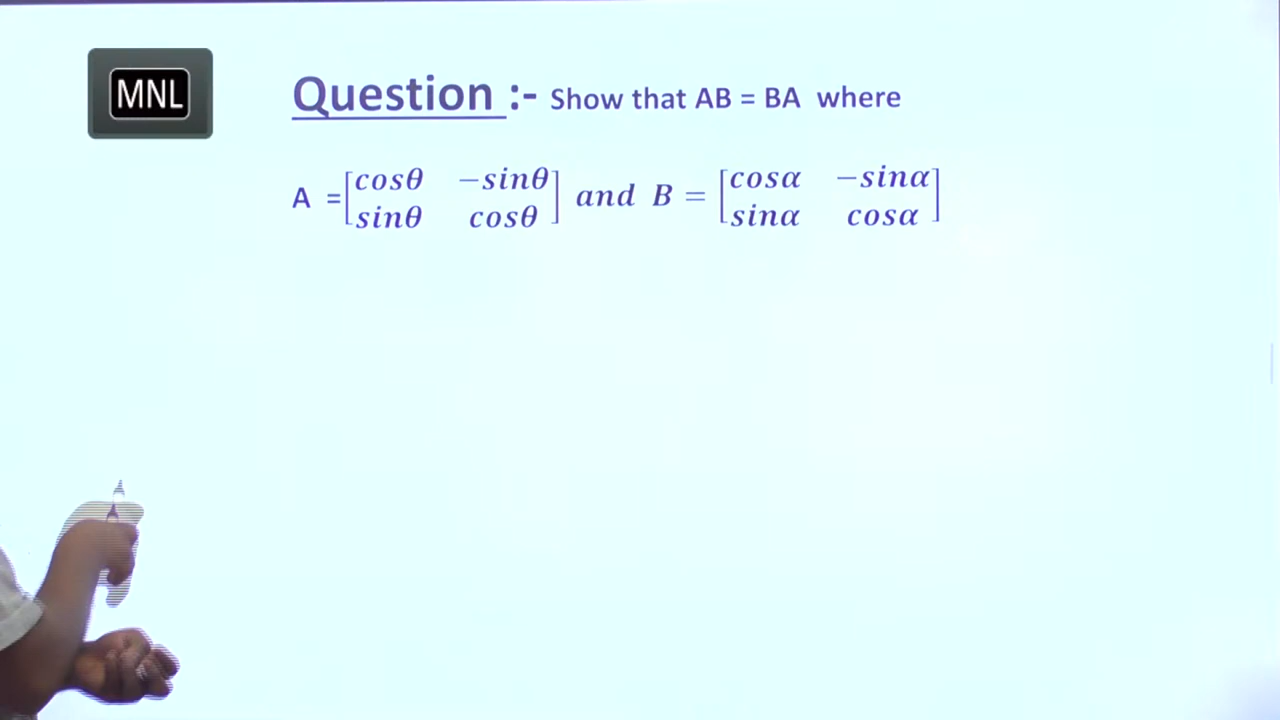 MNL
Question :- Show that AB = BA where
A = [cosθ -sinθ
sinθ cosθ] and B = [cosα -sinα
sinα cosα]